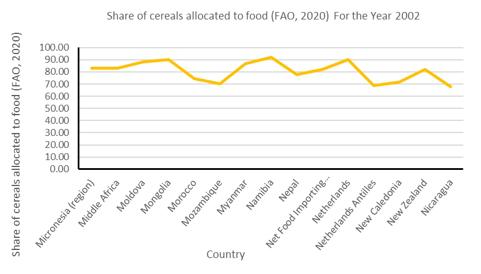 Share of cereals allocated to food (FAO, 2020) For the Year 2002
Share of cereals allocated to food (FAO, 2020)
100.00
90.00
80.00
70.00
60.00
50.00
40.00
30.00
20.00
10.00
0.00
Micronesia (region)
Middle Africa
Moldova
Mongolia
Morocco
Mozambique
Myanmar
Namibia
Nepal
Net Food Importing...
Netherlands
Netherlands Antilles
New Caledonia
New Zealand
Nicaragua
Country